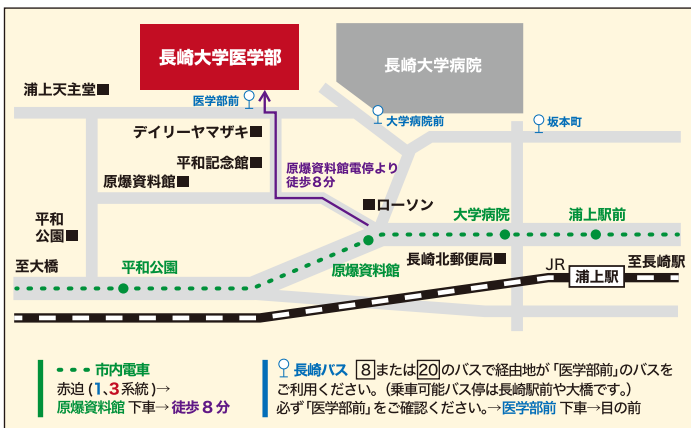 長崎大学医学部
長崎大学病院
浦上天主堂■
医学部前
大学病院前
坂本町
デイリーヤマザキ■
平和記念館■
原爆資料館■
原爆資料館電停より
徒歩8分
■ローソン
平和
公園■
大学病院
浦上駅前
至大橋
平和公園
原爆資料館
長崎北郵便局■
JR
浦上駅
至長崎駅
市内電車
赤迫(1、3系統)→
原爆資料館 下車→徒歩8分
長崎バス 8または20のバスで経由地が「医学部前」のバスを
ご利用ください。(乗車可能バス停は長崎駅前や大橋です。)
必ず「医学部前」をご確認ください。→医学部前 下車→目の前